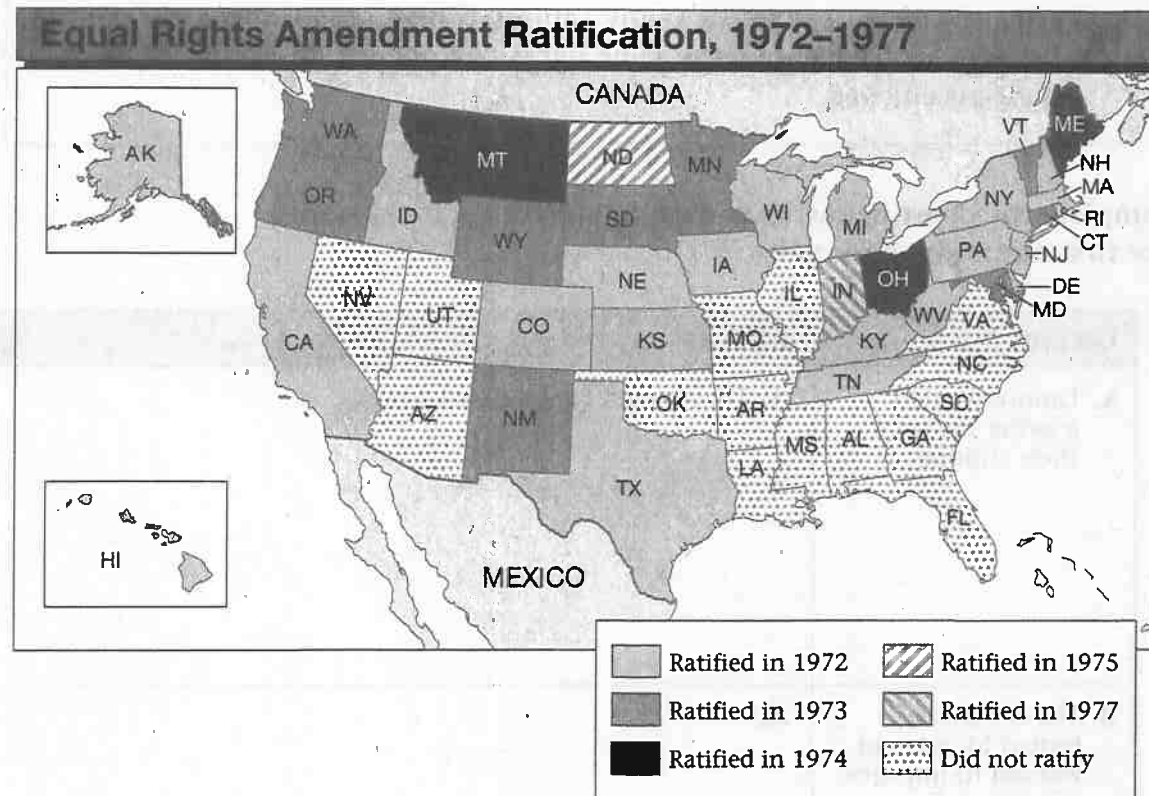 Equal Rights Amendment Ratification, 1972–1977
CANADA
AK
WA
MT
ND
MN
VT
ME
NH
MA
RI
CT
NJ
DE
MD
OR
ID
WY
SD
WI
MI
NY
PA
NE
IA
IL
IN
OH
WV
VA
NV
UT
CO
KS
MO
KY
CA
NC
TN
SC
AZ
NM
OK
AR
MS
AL
GA
LA
TX
FL
HI
MEXICO
Ratified in 1972
Ratified in 1975
Ratified in 1973
Ratified in 1977
Ratified in 1974
Did not ratify